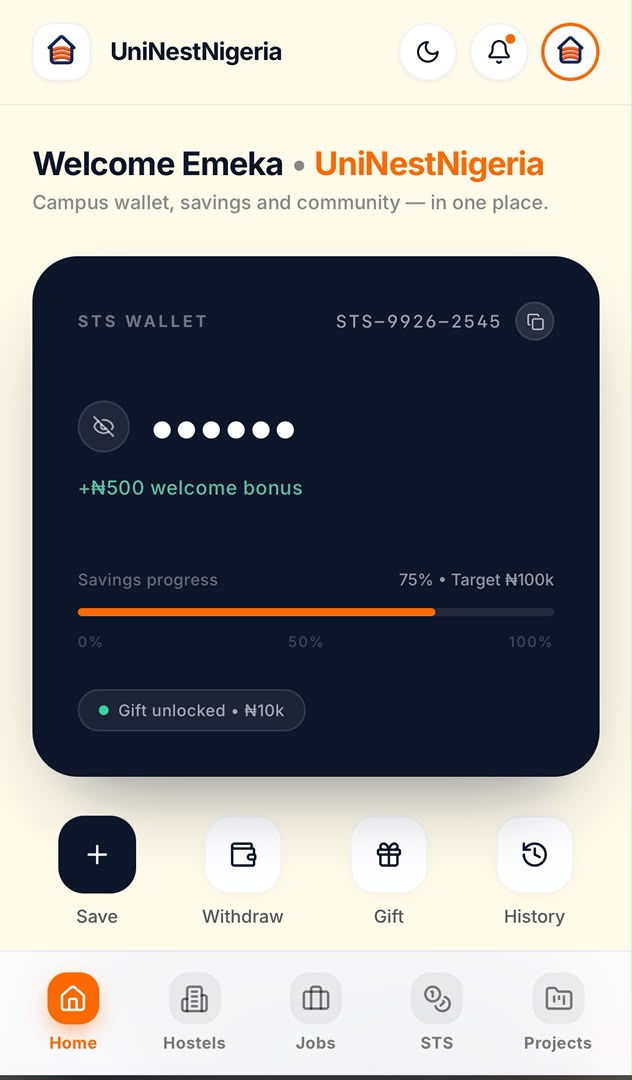 UniNestNigeria
Welcome Emeka • UniNestNigeria
Campus wallet, savings and community — in one place.
STS WALLET STS-9926-2545
●●●●●●
+₦500 welcome bonus
Savings progress 75% • Target ₦100k
0% 50% 100%
Gift unlocked • ₦10k
Save Withdraw Gift History
Home Hostels Jobs STS Projects